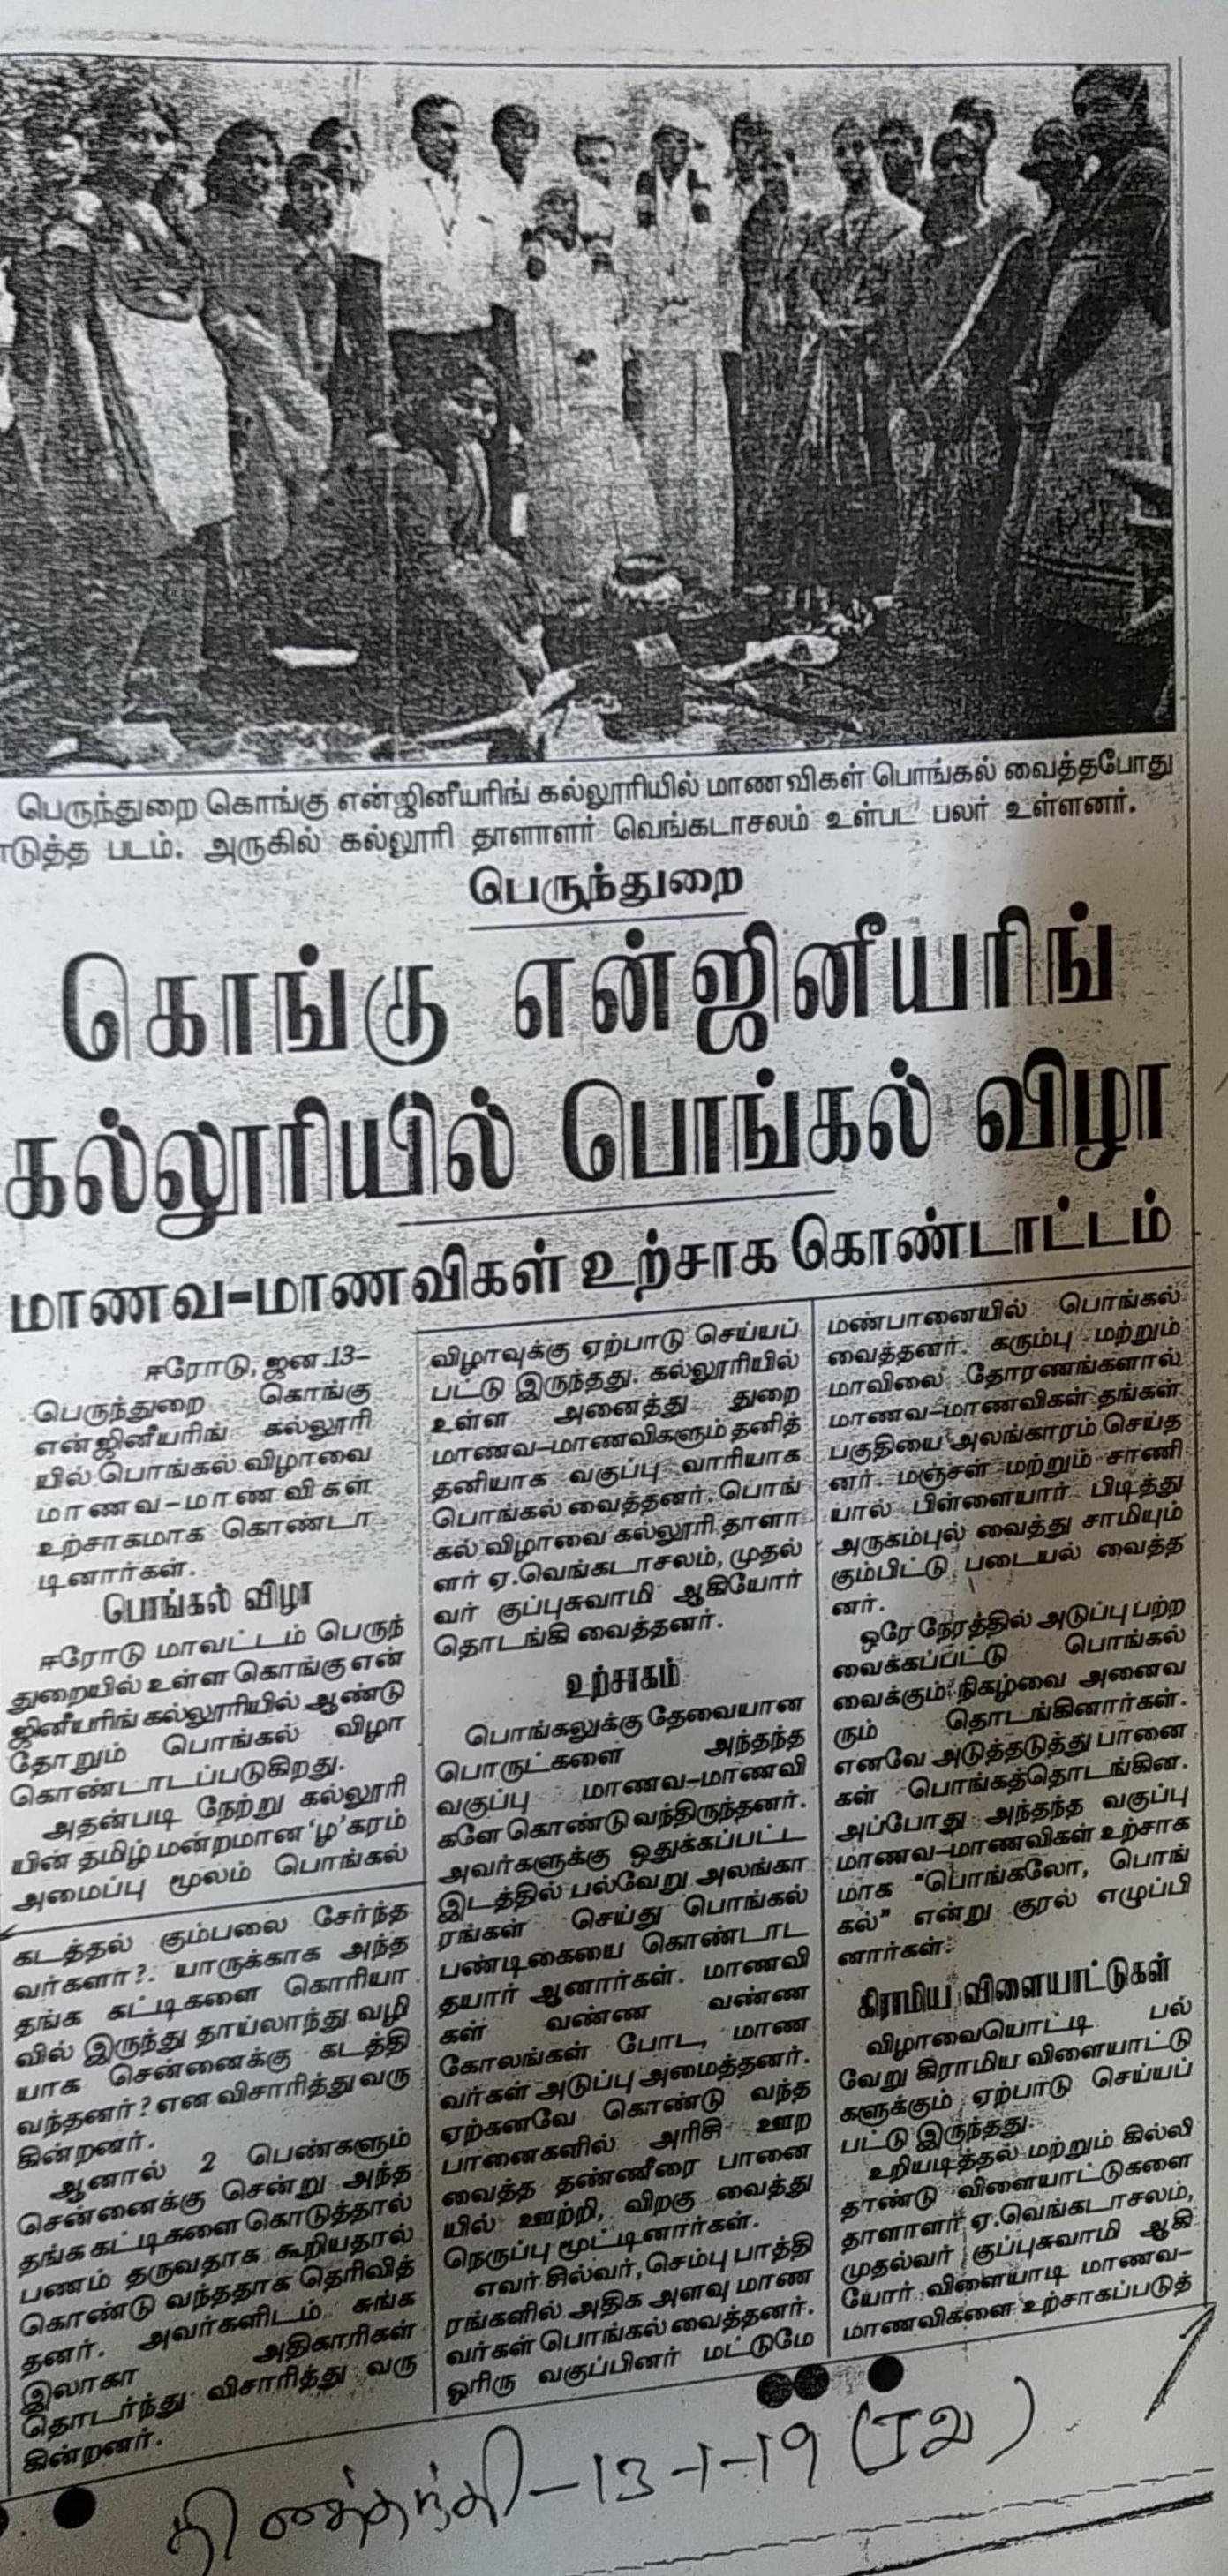 பெருந்துறை கொங்கு என்ஜினீயரிங் கல்லூரியில் மாணவிகள் பொங்கல் வைத்தபோது
எடுத்த படம். அருகில் கல்லூரி தாளாளர் வெங்கடாசலம் உள்பட பலர் உள்ளனர்.
பெருந்துறை
கொங்கு என்ஜினீயரிங்
கல்லூரியில் பொங்கல் விழா
மாணவ-மாணவிகள் உற்சாக கொண்டாட்டம்
ஈரோடு, ஜன.13-
பெருந்துறை கொங்கு
என்ஜினீயரிங் கல்லூரி
யில் பொங்கல் விழாவை
மாணவ-மாணவிகள்
உற்சாகமாக கொண்டா
டினார்கள்.
பொங்கல் விழா
ஈரோடு மாவட்டம் பெருந்
துறையில் உள்ள கொங்கு என்
ஜினீயரிங் கல்லூரியில் ஆண்டு
தோறும் பொங்கல் விழா
கொண்டாடப்படுகிறது.
அதன்படி நேற்று கல்லூரி
யின் தமிழ் மன்றமான 'ழ'கரம்
அமைப்பு மூலம் பொங்கல்
விழாவுக்கு ஏற்பாடு செய்யப்
பட்டு இருந்தது. கல்லூரியில்
உள்ள அனைத்து துறை
மாணவ-மாணவிகளும் தனித்
தனியாக வகுப்பு வாரியாக
பொங்கல் வைத்தனர். பொங்
கல் விழாவை கல்லூரி தாளா
ளர் ஏ.வெங்கடாசலம், முதல்
வர் குப்புசுவாமி ஆகியோர்
தொடங்கி வைத்தனர்.
உற்சாகம்
பொங்கலுக்கு தேவையான
பொருட்களை அந்தந்த
வகுப்பு மாணவ-மாணவி
களே கொண்டு வந்திருந்தனர்.
அவர்களுக்கு ஒதுக்கப்பட்ட
இடத்தில் பல்வேறு அலங்கா
ரங்கள் செய்து பொங்கல்
பண்டிகையை கொண்டாட
தயார் ஆனார்கள். மாணவி
கள் வண்ண வண்ண
கோலங்கள் போட, மாண
வர்கள் அடுப்பு அமைத்தனர்.
ஏற்கனவே கொண்டு வந்த
பானைகளில் அரிசி ஊற
வைத்த தண்ணீரை பானை
யில் ஊற்றி, விறகு வைத்து
நெருப்பு மூட்டினார்கள்.
எவர் சில்வர், செம்பு பாத்தி
ரங்களில் அதிக அளவு மாண
வர்கள் பொங்கல் வைத்தனர்.
ஓரிரு வகுப்பினர் மட்டுமே
மண்பானையில் பொங்கல்
வைத்தனர். கரும்பு மற்றும்
மாவிலை தோரணங்களால்
மாணவ-மாணவிகள் தங்கள்
பகுதியை அலங்காரம் செய்த
னர். மஞ்சள் மற்றும் சாணி
யால் பிள்ளையார் பிடித்து
அருகம்புல் வைத்து சாமியும்
கும்பிட்டு படையல் வைத்த
னர்.
ஒரே நேரத்தில் அடுப்பு பற்ற
வைக்கப்பட்டு பொங்கல்
வைக்கும் நிகழ்வை அனைவ
ரும் தொடங்கினார்கள்.
எனவே அடுத்தடுத்து பானை
கள் பொங்கத்தொடங்கின.
அப்போது அந்தந்த வகுப்பு
மாணவ-மாணவிகள் உற்சாக
மாக "பொங்கலோ, பொங்
கல்" என்று குரல் எழுப்பி
னார்கள்.
கிராமிய விளையாட்டுகள்
விழாவையொட்டி பல்
வேறு கிராமிய விளையாட்டு
களுக்கும் ஏற்பாடு செய்யப்
பட்டு இருந்தது.
உறியடித்தல் மற்றும் கில்லி
தாண்டு விளையாட்டுகளை
தாளாளர் ஏ.வெங்கடாசலம்,
முதல்வர் குப்புசுவாமி ஆகி
யோர் விளையாடி மாணவ-
மாணவிகளை உற்சாகப்படுத்
கடத்தல் கும்பலை சேர்ந்த
வர்களா?. யாருக்காக அந்த
தங்க கட்டிகளை கொரியா
வில் இருந்து தாய்லாந்து வழி
யாக சென்னைக்கு கடத்தி
வந்தனர்? என விசாரித்து வரு
கின்றனர்.
ஆனால் 2 பெண்களும்
சென்னைக்கு சென்று அந்த
தங்க கட்டிகளை கொடுத்தால்
பணம் தருவதாக கூறியதால்
கொண்டு வந்ததாக தெரிவித்
தனர். அவர்களிடம் சுங்க
இலாகா அதிகாரிகள்
தொடர்ந்து விசாரித்து வரு
கின்றனர்.
தினத்தந்தி - 13-1-19